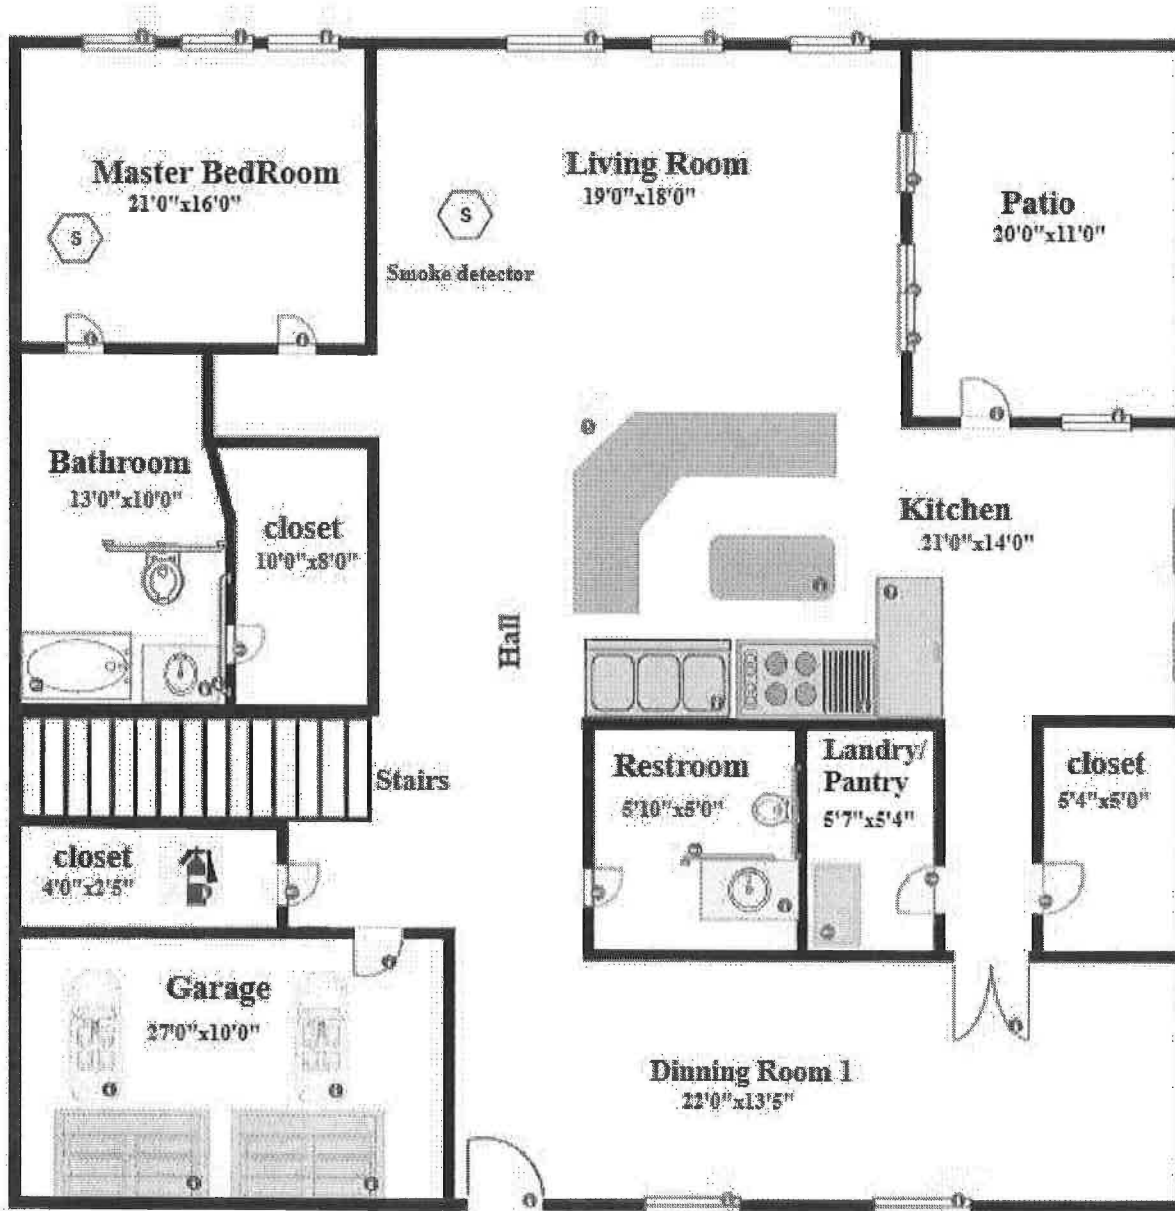 Master BedRoom
21'0"x16'0"
S
Living Room
19'0"x18'0"
S
Smoke detector
Patio
20'0"x11'0"
Bathroom
13'0"x10'0"
closet
10'0"x8'0"
Kitchen
21'0"x14'0"
Hall
Stairs
Restroom
5'10"x5'0"
Landry/
Pantry
5'7"x5'4"
closet
5'4"x5'0"
closet
4'0"x2'5"
Garage
27'0"x10'0"
Dinning Room 1
22'0"x13'5"